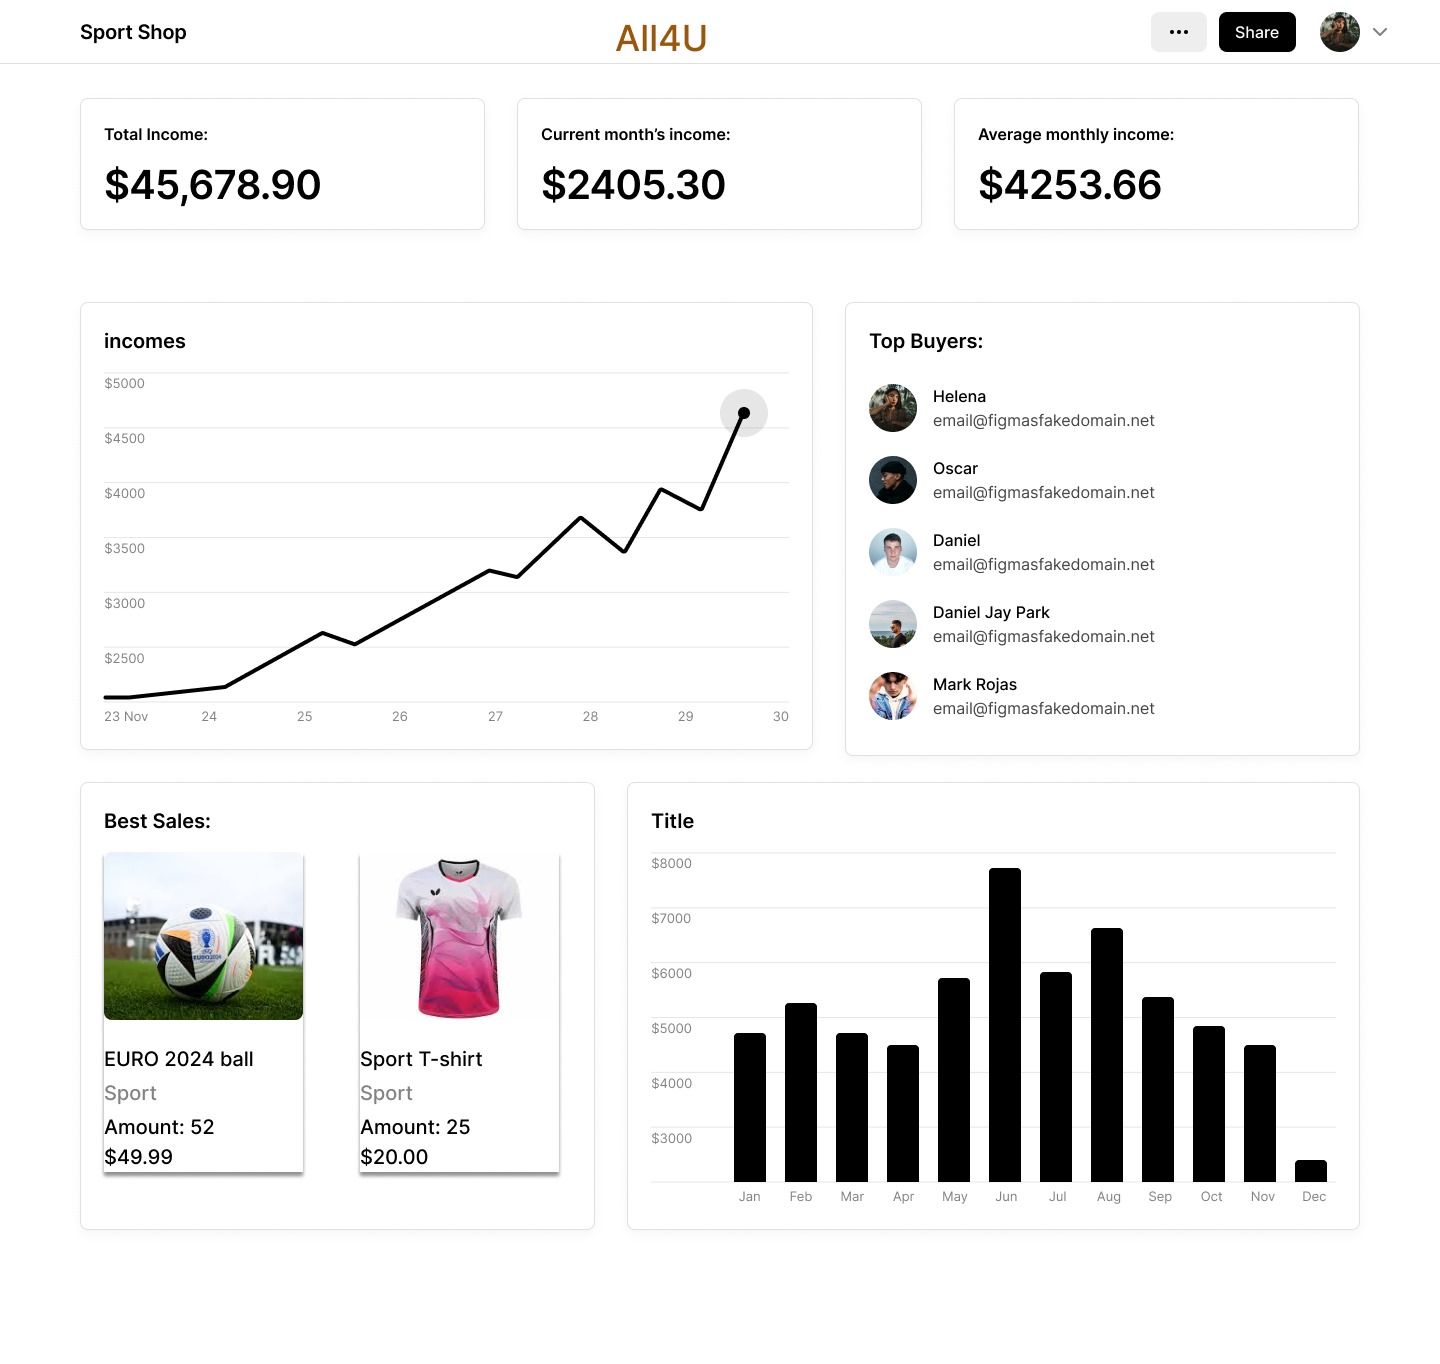 Sport Shop
All4U
Share
Total Income:
$45,678.90
Current month’s income:
$2405.30
Average monthly income:
$4253.66
incomes
$5000
$4500
$4000
$3500
$3000
$2500
23 Nov 24 25 26 27 28 29 30
Top Buyers:
Helena
email@figmasfakedomain.net
Oscar
email@figmasfakedomain.net
Daniel
email@figmasfakedomain.net
Daniel Jay Park
email@figmasfakedomain.net
Mark Rojas
email@figmasfakedomain.net
Best Sales:
EURO 2024 ball
Sport
Amount: 52
$49.99
Sport T-shirt
Sport
Amount: 25
$20.00
Title
$8000
$7000
$6000
$5000
$4000
$3000
Jan Feb Mar Apr May Jun Jul Aug Sep Oct Nov Dec